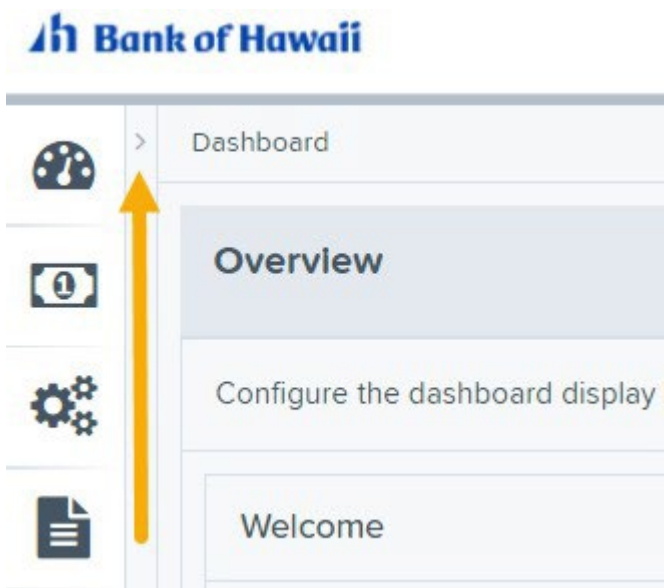 Bank of Hawaii
> Dashboard
Overview
Configure the dashboard display
Welcome